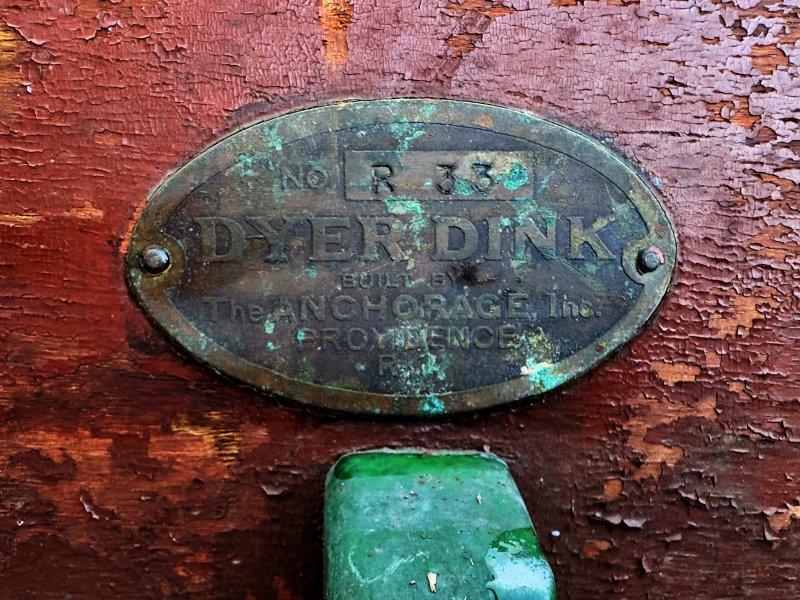 NO. R 33
DYER DINK
BUILT BY
The ANCHORAGE, Inc.
PROVIDENCE
R. I.